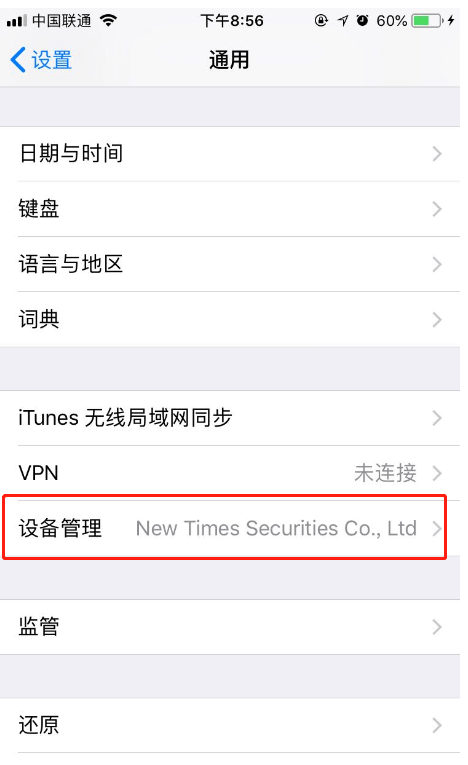 中国联通 下午8:56 60%
设置 通用
日期与时间
键盘
语言与地区
词典
iTunes 无线局域网同步
VPN 未连接
设备管理 New Times Securities Co., Ltd
监管
还原